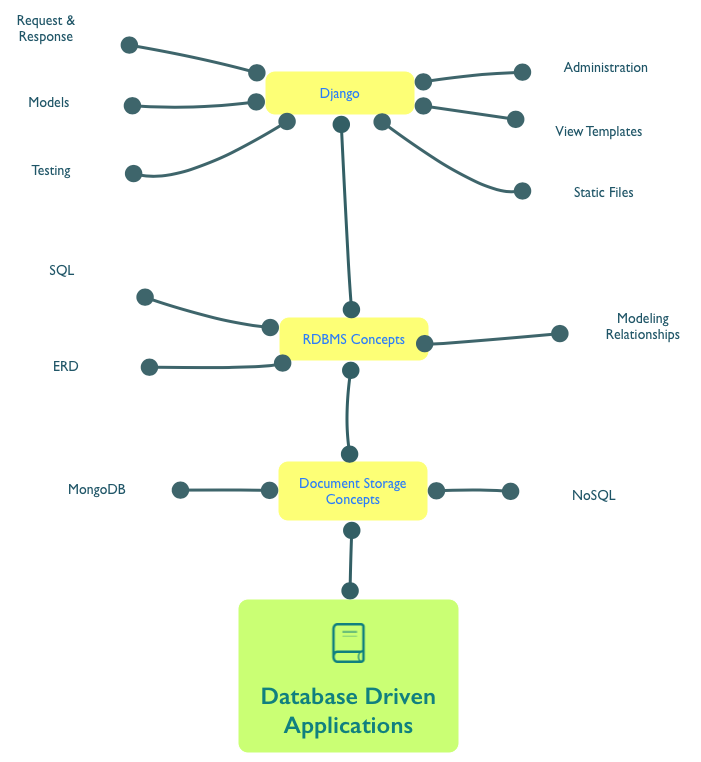 Request &
Response
Models
Testing
Django
Administration
View Templates
Static Files
SQL
ERD
RDBMS Concepts
Modeling
Relationships
MongoDB
Document Storage
Concepts
NoSQL
Database Driven
Applications